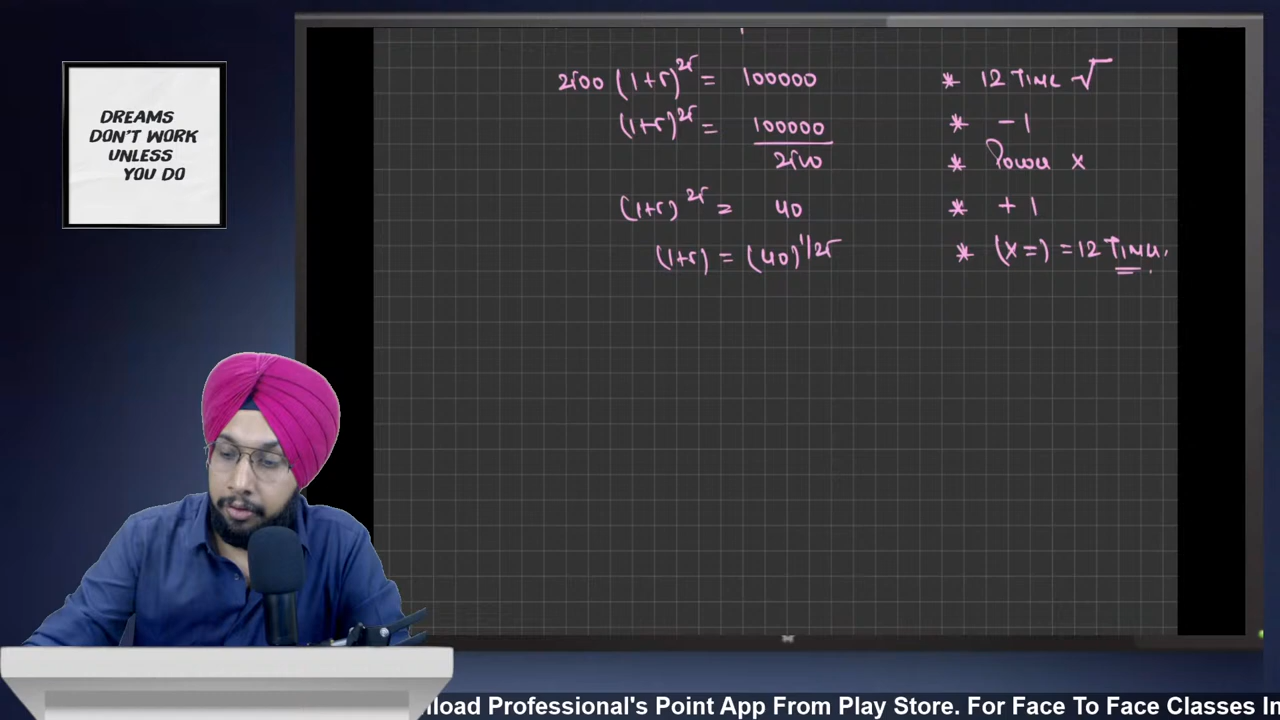 DREAMS
DON'T WORK
UNLESS
YOU DO
2500 (1+r)^25 = 100000
(1+r)^25 = 100000
2500
(1+r)^25 = 40
(1+r) = (40)^1/25
* 12 TIME √
* - 1
* Power x
* + 1
* (x =) = 12 TIME.
nload Professional's Point App From Play Store. For Face To Face Classes In